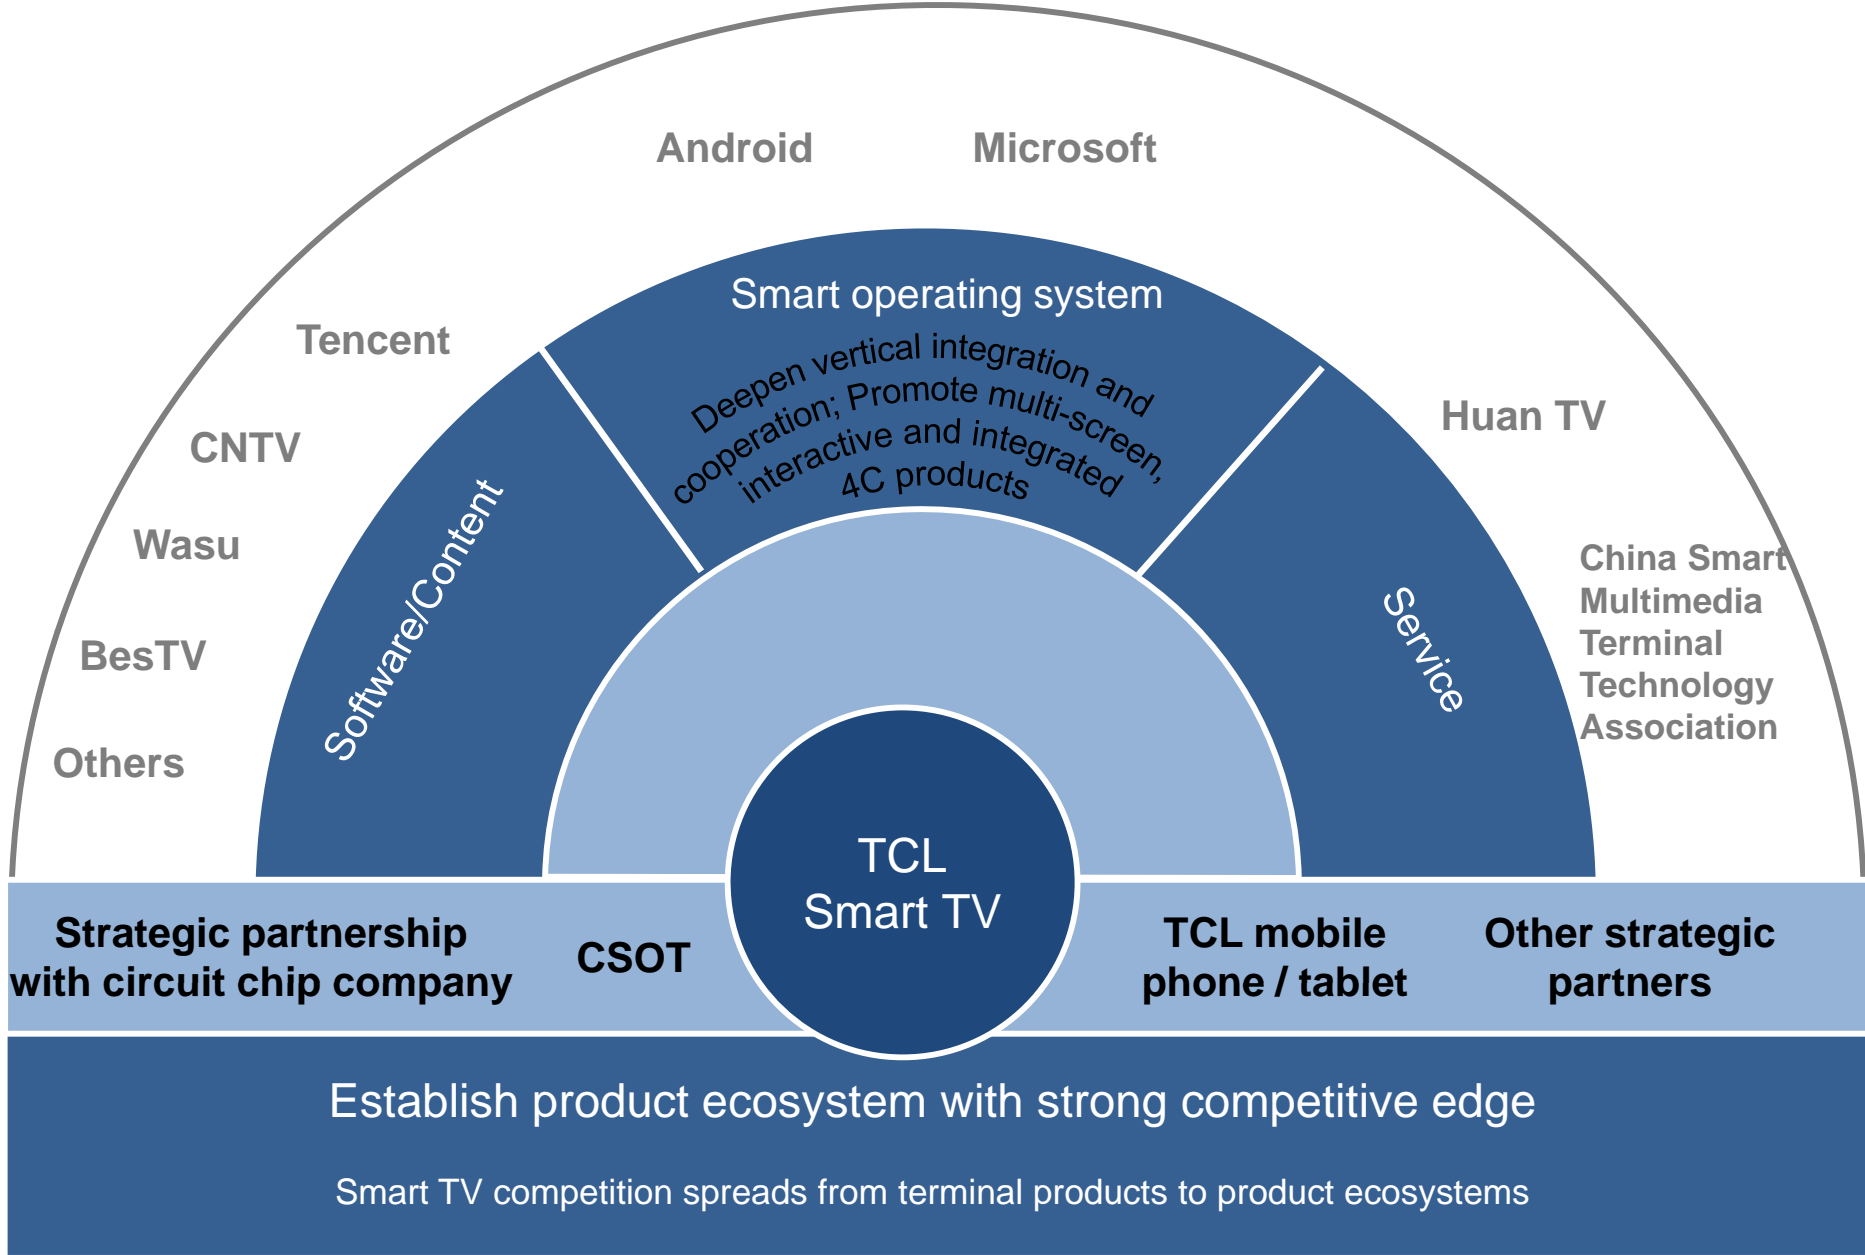 Android
Microsoft
Smart operating system
Deepen vertical integration and
cooperation; Promote multi-screen,
interactive and integrated
4C products
Tencent
CNTV
Wasu
BesTV
Others
Software/Content
Service
Huan TV
China Smart
Multimedia
Terminal
Technology
Association
TCL
Smart TV
Strategic partnership
with circuit chip company
CSOT
TCL mobile
phone / tablet
Other strategic
partners
Establish product ecosystem with strong competitive edge
Smart TV competition spreads from terminal products to product ecosystems